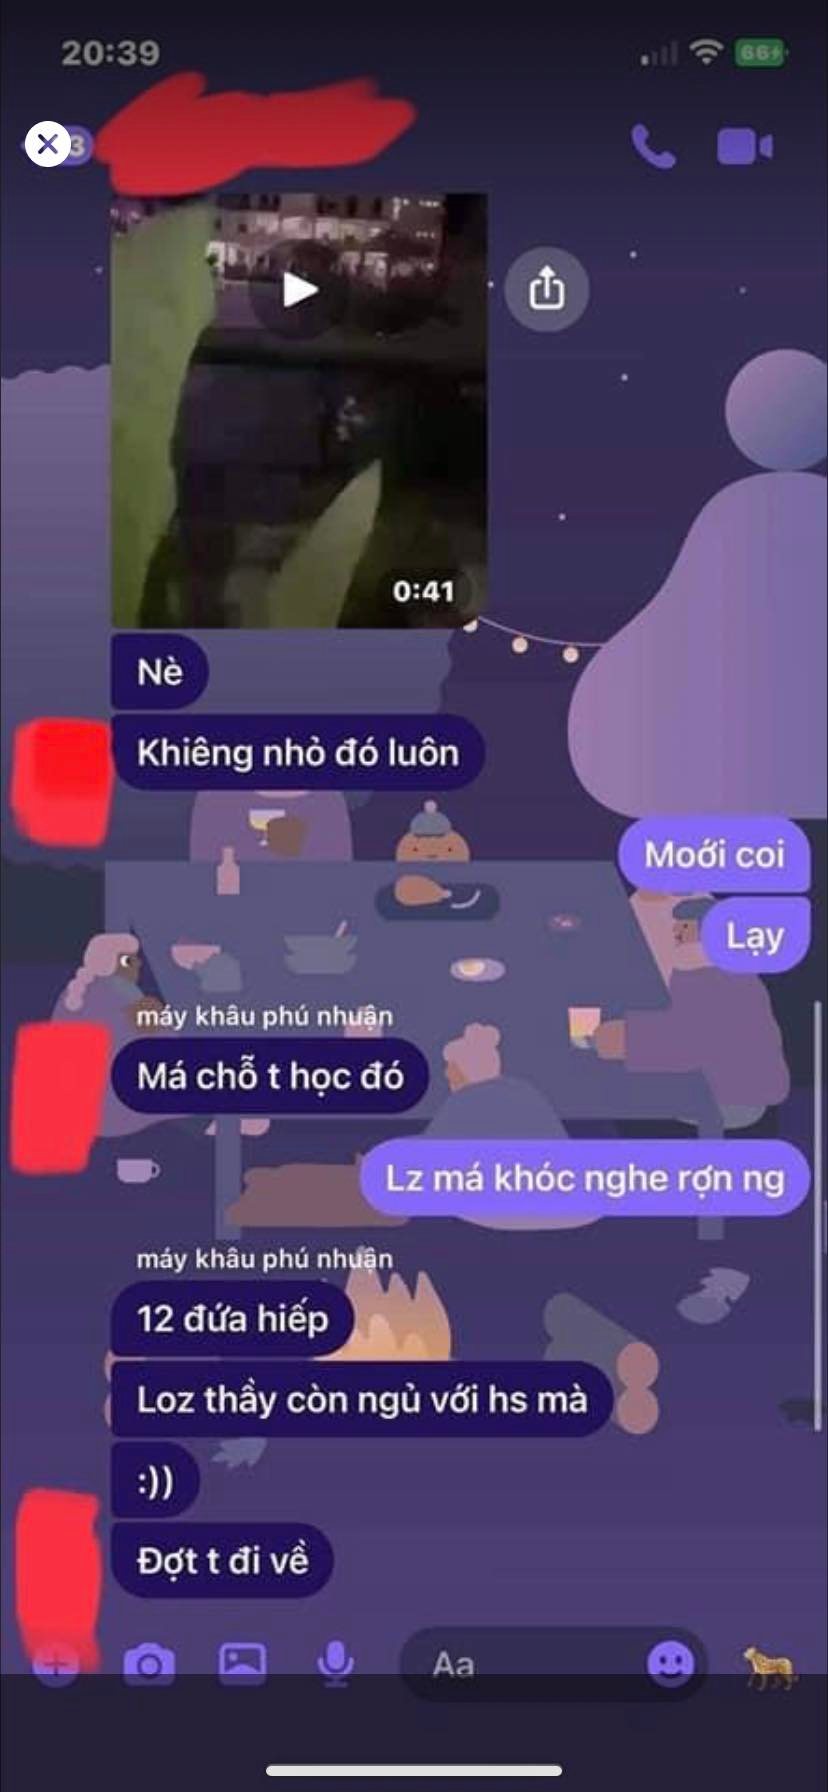 20:39
66
3
0:41
Nè
Khiêng nhỏ đó luôn
Moới coi
Lạy
máy khâu phú nhuận
Má chỗ t học đó
Lz má khóc nghe rợn ng
máy khâu phú nhuận
12 đứa hiếp
Loz thầy còn ngủ với hs mà
:))
Đợt t đi về
Aa